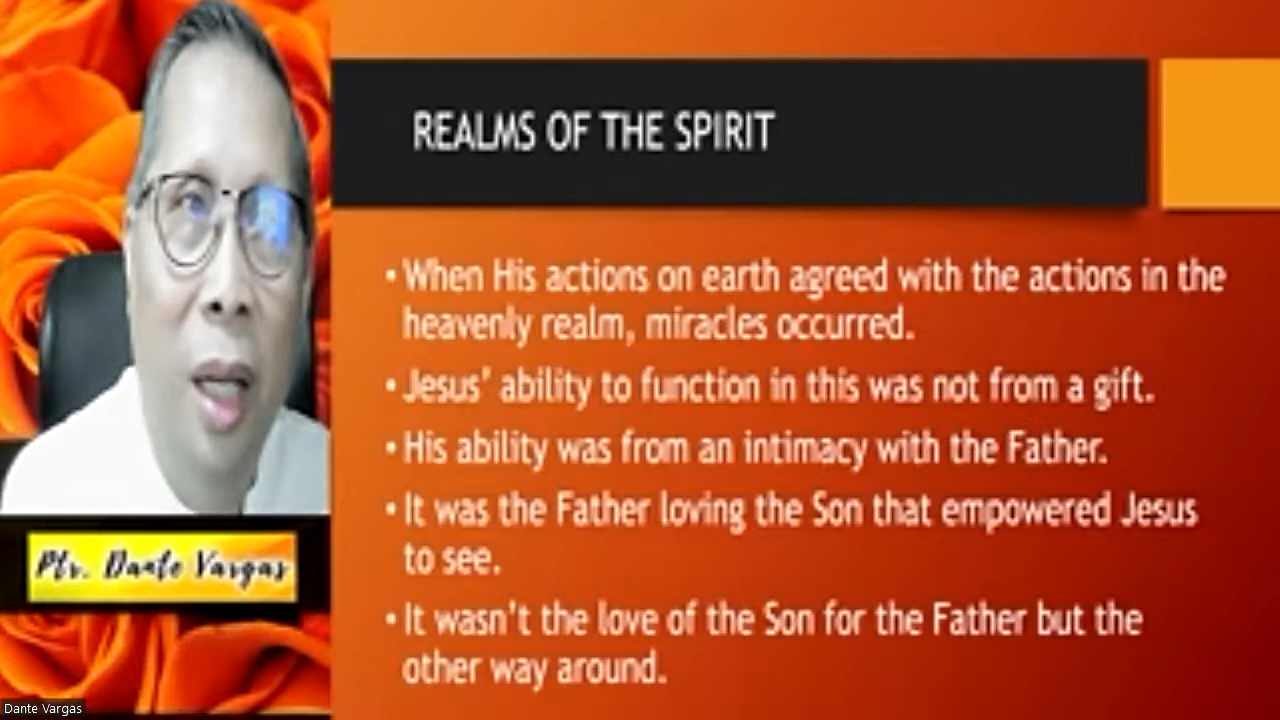 REALMS OF THE SPIRIT
• When His actions on earth agreed with the actions in the
heavenly realm, miracles occurred.
• Jesus’ ability to function in this was not from a gift.
• His ability was from an intimacy with the Father.
• It was the Father loving the Son that empowered Jesus
to see.
• It wasn’t the love of the Son for the Father but the
other way around.
Ptr. Dante Vargas
Dante Vargas